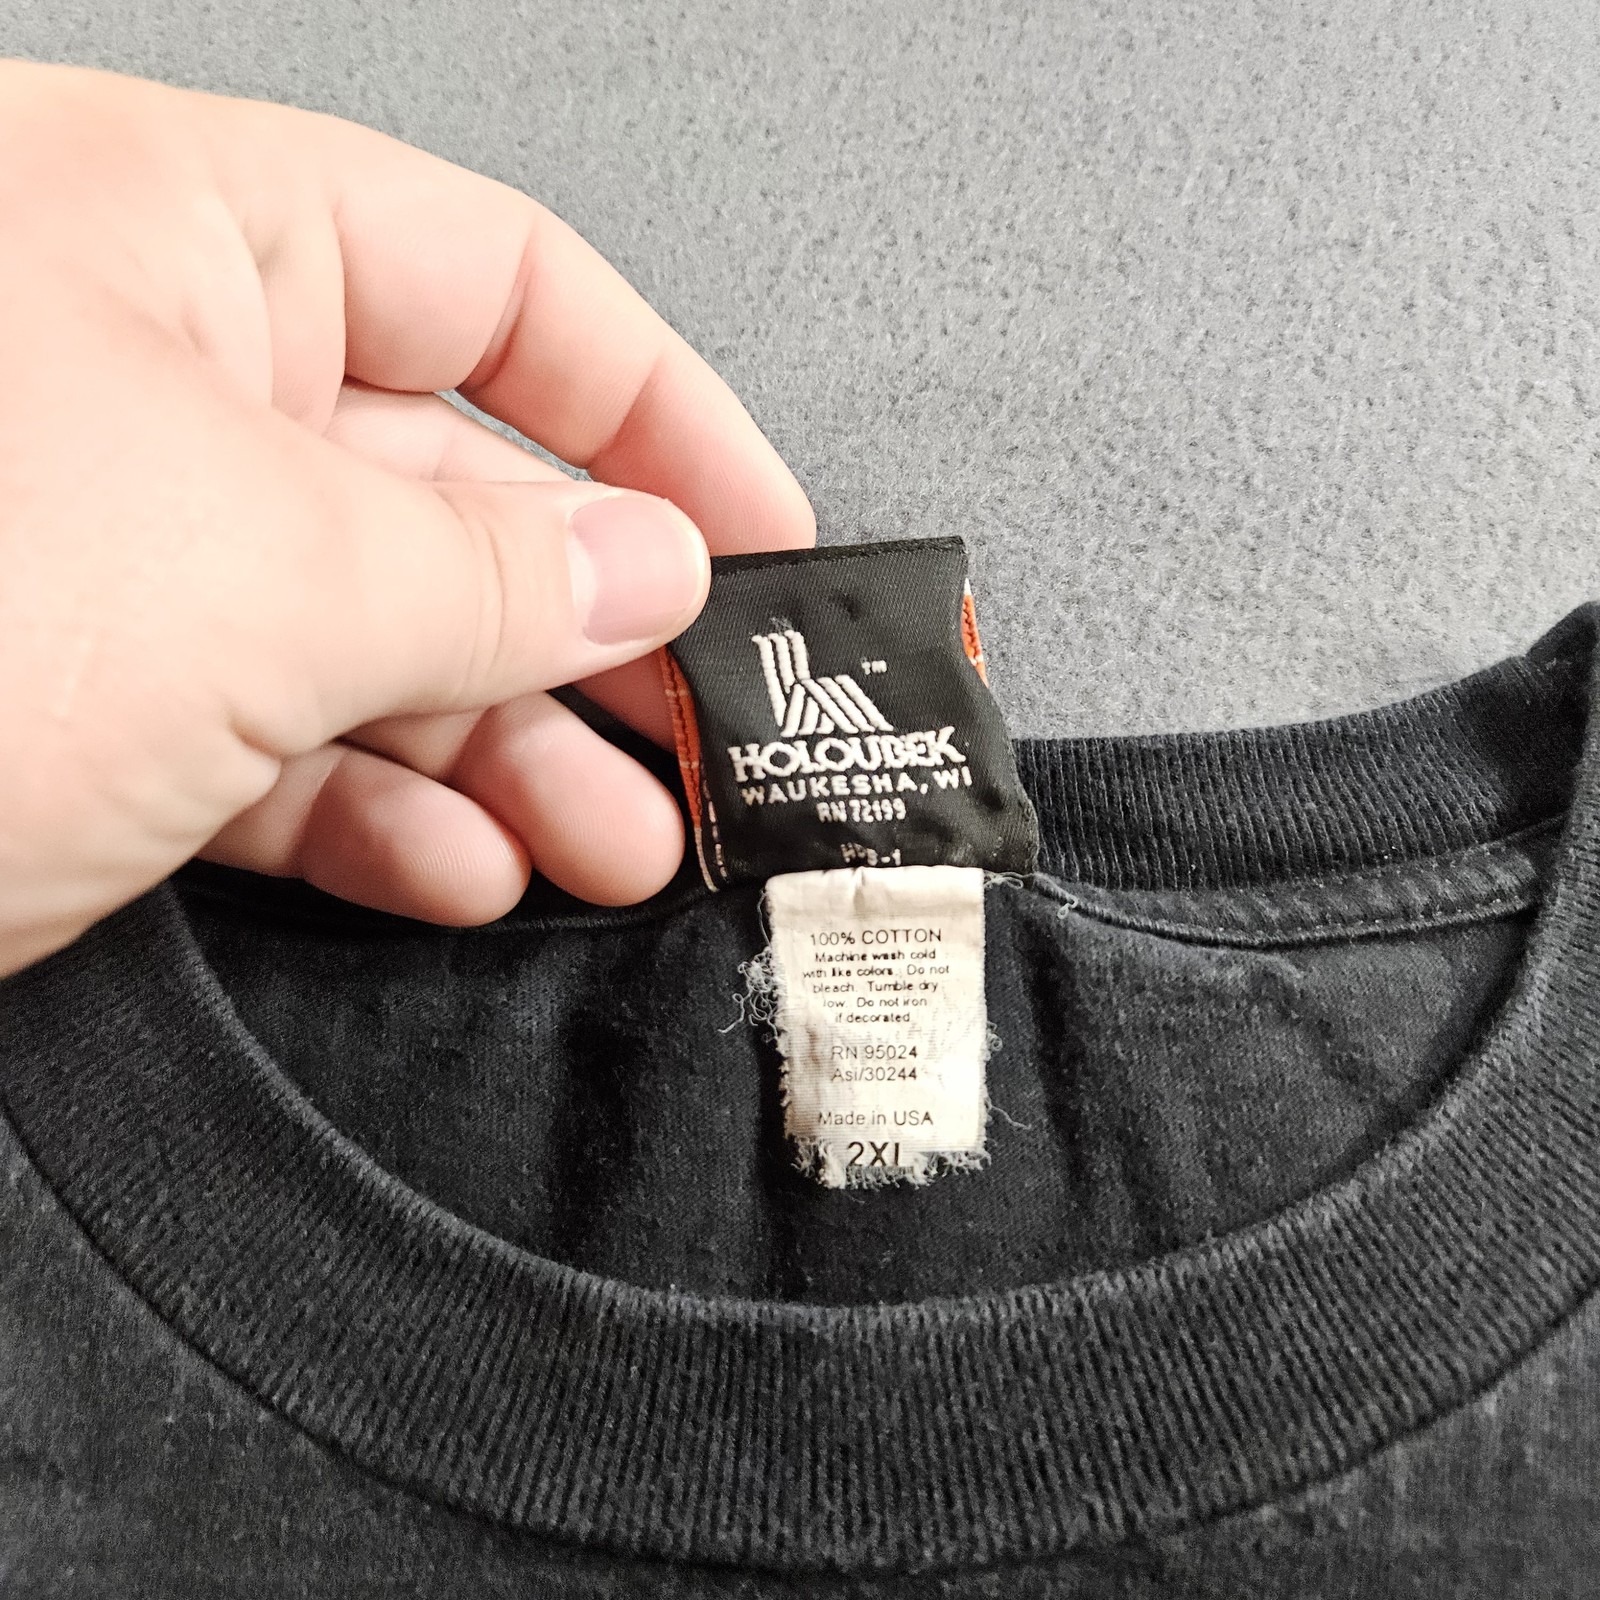 TM
HOLOUBEK
WAUKESHA, WI
RN 72199
100% COTTON
Machine wash cold
with like colors. Do not
bleach. Tumble dry
low. Do not iron
if decorated
RN 95024
Asi/30244
Made in USA
2XL